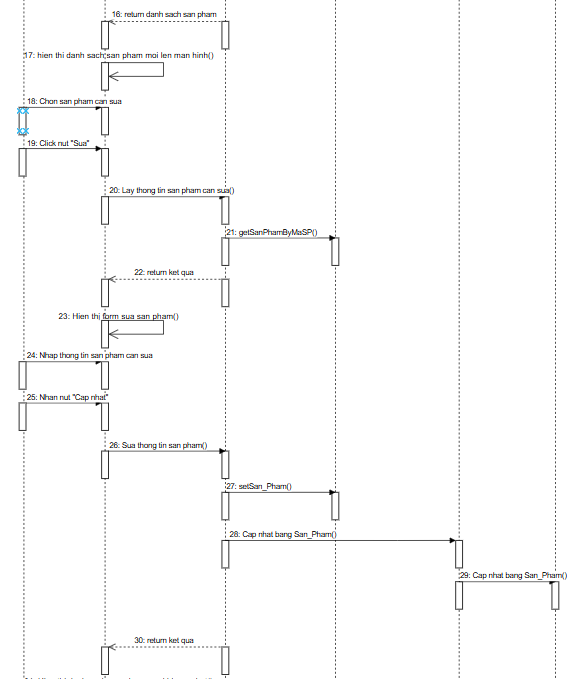 16: return danh sach san pham
17: hien thi danh sach san pham moi len man hinh()
18: Chon san pham can sua
19: Click nut "Sua"
20: Lay thong tin san pham can sua()
21: getSanPhamByMaSP()
22: return ket qua
23: Hien thi form sua san pham()
24: Nhap thong tin san pham can sua
25: Nhan nut "Cap nhat"
26: Sua thong tin san pham()
27: setSan_Pham()
28: Cap nhat bang San_Pham()
29: Cap nhat bang San_Pham()
30: return ket qua